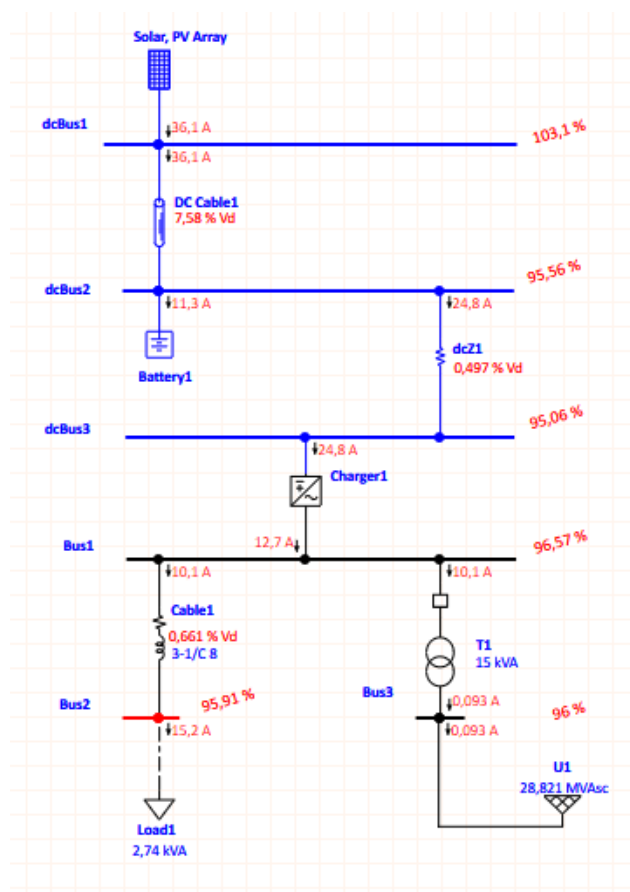 Solar, PV Array
dcBus1
36,1 A
103,1 %
36,1 A
DC Cable1
7,58 % Vd
dcBus2
95,56 %
11,3 A
24,8 A
Battery1
dcZ1
0,497 % Vd
dcBus3
95,06 %
24,8 A
Charger1
Bus1
12,7 A
96,57 %
10,1 A
10,1 A
Cable1
0,661 % Vd
3-1/C 8
T1
15 kVA
Bus2
95,91 %
15,2 A
Bus3
0,093 A
96 %
0,093 A
U1
28,821 MVAsc
Load1
2,74 kVA